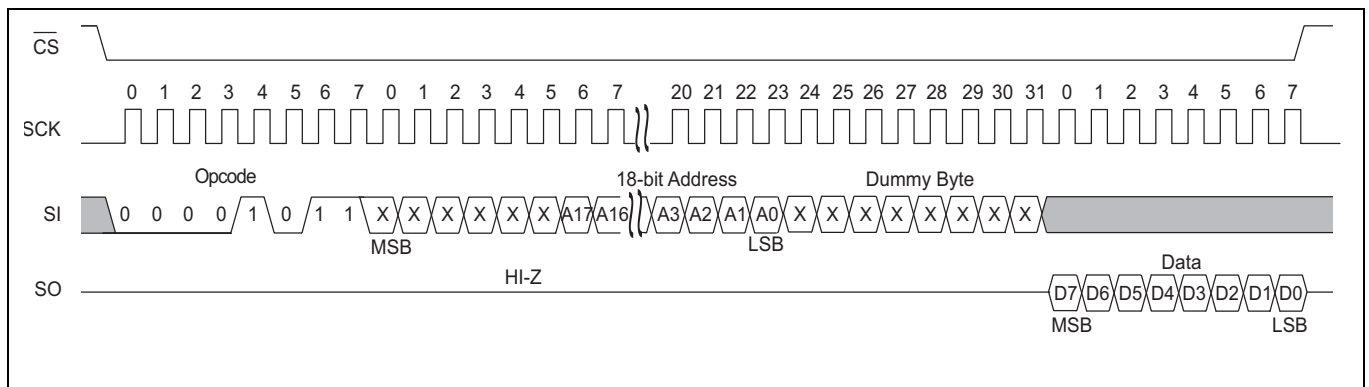 CS
0 1 2 3 4 5 6 7 0 1 2 3 4 5 6 7 20 21 22 23 24 25 26 27 28 29 30 31 0 1 2 3 4 5 6 7
SCK
Opcode 18-bit Address Dummy Byte
SI 0 0 0 0 1 0 1 1 X X X X X X A17 A16 A3 A2 A1 A0 X X X X X X X X
MSB LSB
HI-Z Data
SO D7 D6 D5 D4 D3 D2 D1 D0
MSB LSB